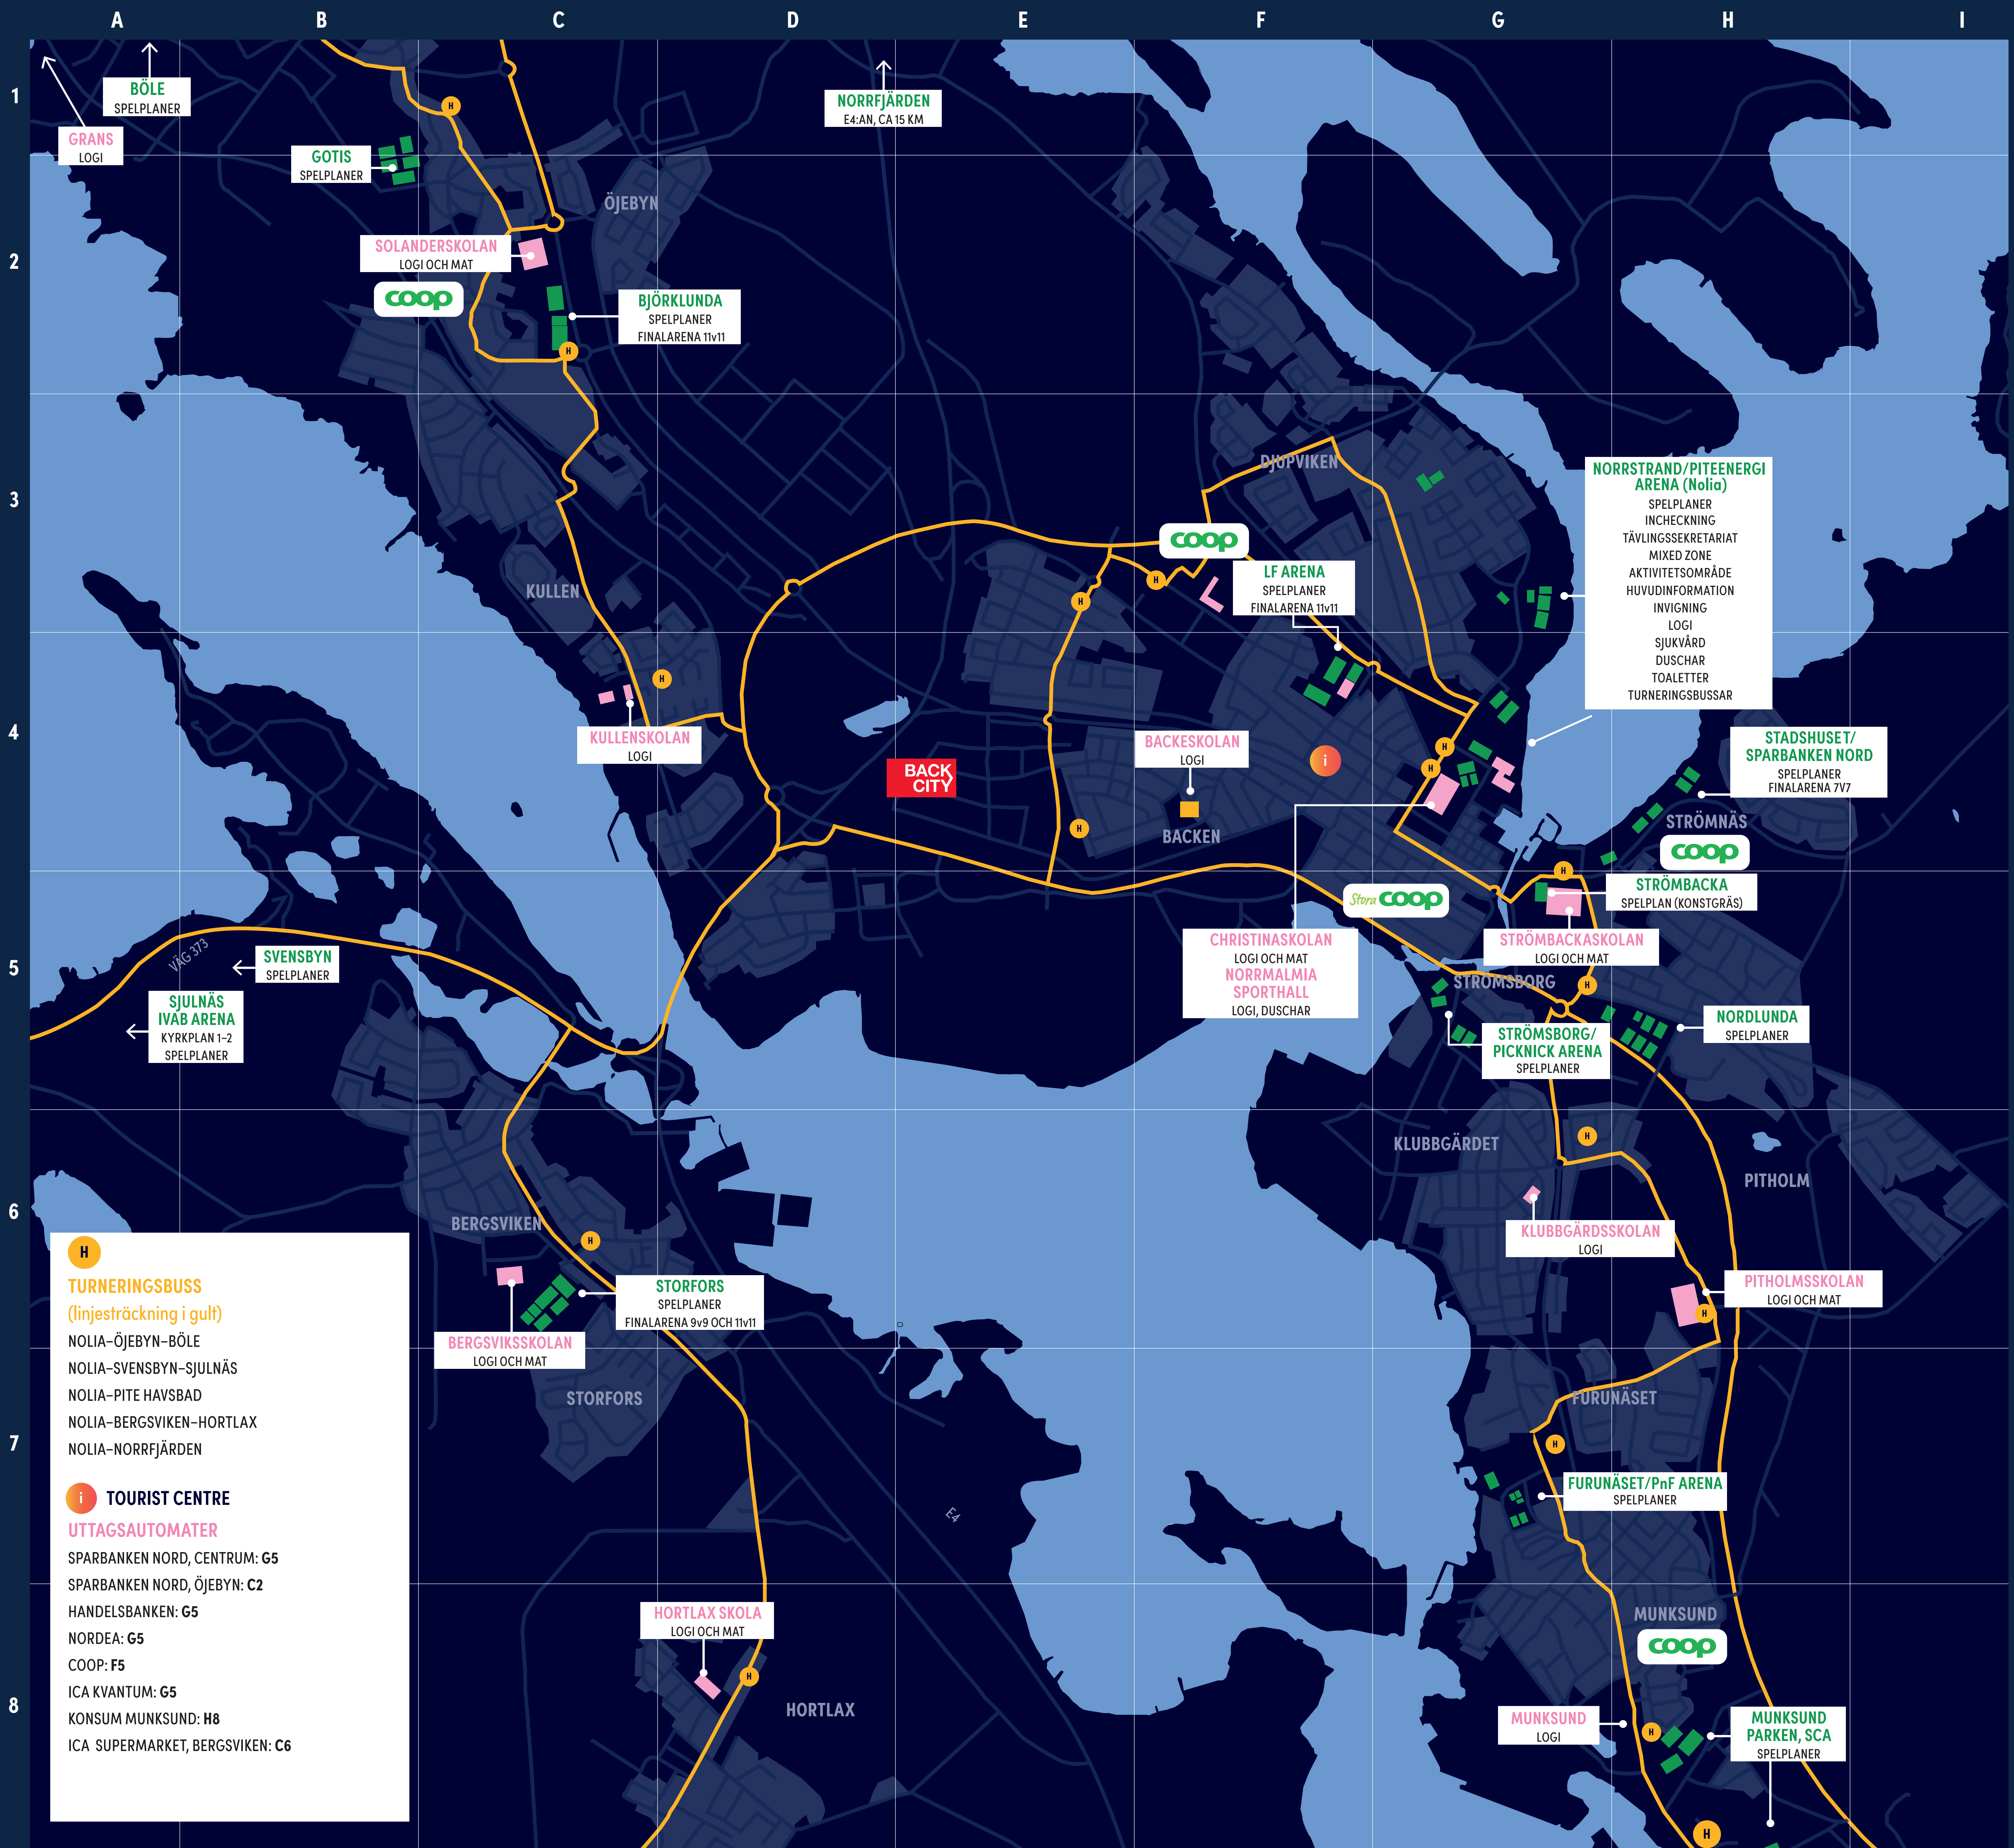 A B C D E F G H I
1
2
3
4
5
6
7
8
BÖLE
SPELPLANER
GRANS
LOGI
NORRFJÄRDEN
E4:AN, CA 15 KM
GOTIS
SPELPLANER
H
ÖJEBYN
SOLANDERSKOLAN
LOGI OCH MAT
coop
BJÖRKLUNDA
SPELPLANER
FINALARENA 11v11
H
DJUPVIKEN
NORRSTRAND/PITEENERGI
ARENA (Nolia)
SPELPLANER
INCHECKNING
TÄVLINGSSEKRETARIAT
MIXED ZONE
AKTIVITETSOMRÅDE
HUVUDINFORMATION
INVIGNING
LOGI
SJUKVÅRD
DUSCHAR
TOALETTER
TURNERINGSBUSSAR
coop
H
H
LF ARENA
SPELPLANER
FINALARENA 11v11
KULLEN
H
KULLENSKOLAN
LOGI
BACK
CITY
BACKESKOLAN
LOGI
i
H
H
H
BACKEN
STADSHUSET/
SPARBANKEN NORD
SPELPLANER
FINALARENA 7V7
STRÖMNÄS
coop
H
Stora coop
STRÖMBACKA
SPELPLAN (KONSTGRÄS)
CHRISTINASKOLAN
LOGI OCH MAT
NORRMALMIA
SPORTHALL
LOGI, DUSCHAR
STRÖMBACKASKOLAN
LOGI OCH MAT
STRÖMSBORG
H
VÄG 373
SVENSBYN
SPELPLANER
SJULNÄS
IVAB ARENA
KYRKPLAN 1–2
SPELPLANER
NORDLUNDA
SPELPLANER
STRÖMSBORG/
PICKNICK ARENA
SPELPLANER
KLUBBGÄRDET
H
PITHOLM
KLUBBGÄRDSSKOLAN
LOGI
BERGSVIKEN
H
STORFORS
SPELPLANER
FINALARENA 9v9 OCH 11v11
BERGSVIKSSKOLAN
LOGI OCH MAT
PITHOLMSSKOLAN
LOGI OCH MAT
H
STORFORS
FURUNÄSET
H
FURUNÄSET/PnF ARENA
SPELPLANER
E4
HORTLAX SKOLA
LOGI OCH MAT
H
HORTLAX
MUNKSUND
coop
MUNKSUND
LOGI
H
MUNKSUND
PARKEN, SCA
SPELPLANER
H
H
TURNERINGSBUSS
(linjesträckning i gult)
NOLIA–ÖJEBYN–BÖLE
NOLIA–SVENSBYN–SJULNÄS
NOLIA–PITE HAVSBAD
NOLIA–BERGSVIKEN–HORTLAX
NOLIA–NORRFJÄRDEN
i TOURIST CENTRE
UTTAGSAUTOMATER
SPARBANKEN NORD, CENTRUM: G5
SPARBANKEN NORD, ÖJEBYN: C2
HANDELSBANKEN: G5
NORDEA: G5
COOP: F5
ICA KVANTUM: G5
KONSUM MUNKSUND: H8
ICA SUPERMARKET, BERGSVIKEN: C6